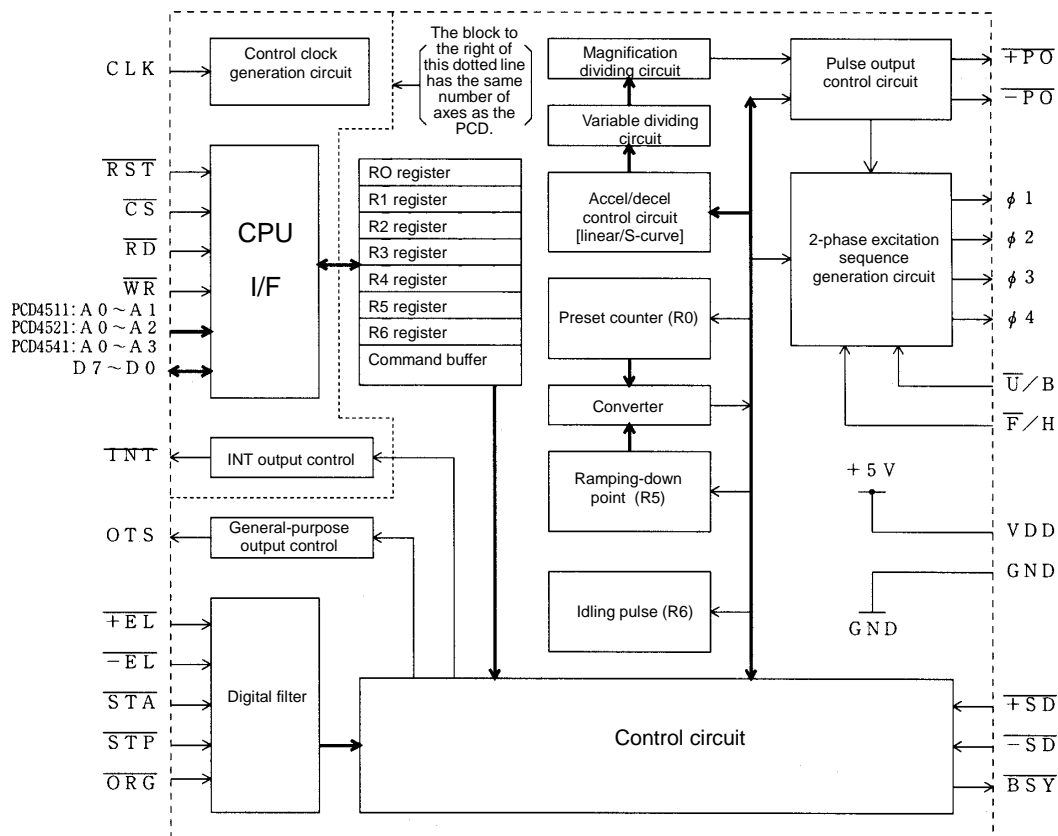 CLK
Control clock
generation circuit
The block to
the right of
this dotted line
has the same
number of
axes as the
PCD.
Magnification
dividing circuit
Variable dividing
circuit
Accel/decel
control circuit
[linear/S-curve]
Pulse output
control circuit
+PO
-PO
RST
CS
RD
WR
PCD4511:A0~A1
PCD4521:A0~A2
PCD4541:A0~A3
D7~D0
CPU
I/F
RO register
R1 register
R2 register
R3 register
R4 register
R5 register
R6 register
Command buffer
2-phase excitation
sequence
generation circuit
φ1
φ2
φ3
φ4
U/B
F/H
Preset counter (R0)
Converter
Ramping-down
point (R5)
Idling pulse (R6)
+5V
VDD
GND
GND
INT
INT output control
OTS
General-purpose
output control
+EL
-EL
STA
STP
ORG
Digital filter
Control circuit
+SD
-SD
BSY